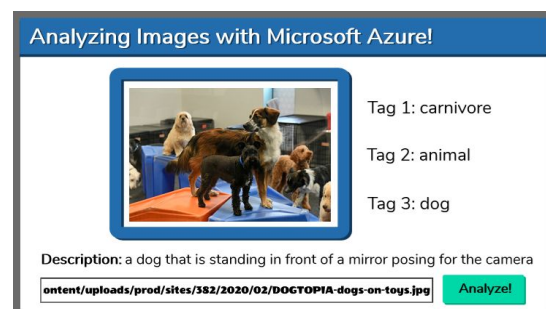 Analyzing Images with Microsoft Azure!
Tag 1: carnivore
Tag 2: animal
Tag 3: dog
Description: a dog that is standing in front of a mirror posing for the camera
ontent/uploads/prod/sites/382/2020/02/DOGTOPIA-dogs-on-toys.jpg
Analyze!